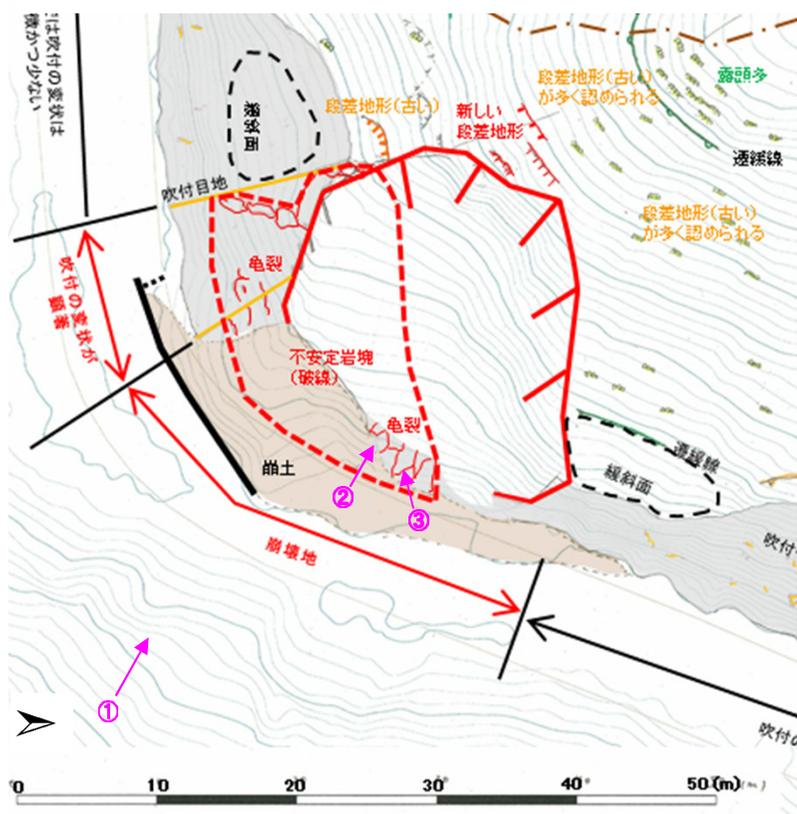 は吹付の変状は
かつ少ない
緩斜面
段差地形(古い)
新しい
段差地形
段差地形(古い)
が多く認められる
露頭多
遷緩線
吹付目地
段差地形(古い)
が多く認められる
亀裂
吹付の変状が
顕著
不安定岩塊
(破線)
亀裂
遷緩線
緩斜面
崩土
②
③
吹付
崩壊地
①
吹付の
0 10 20 30 40 50(m)